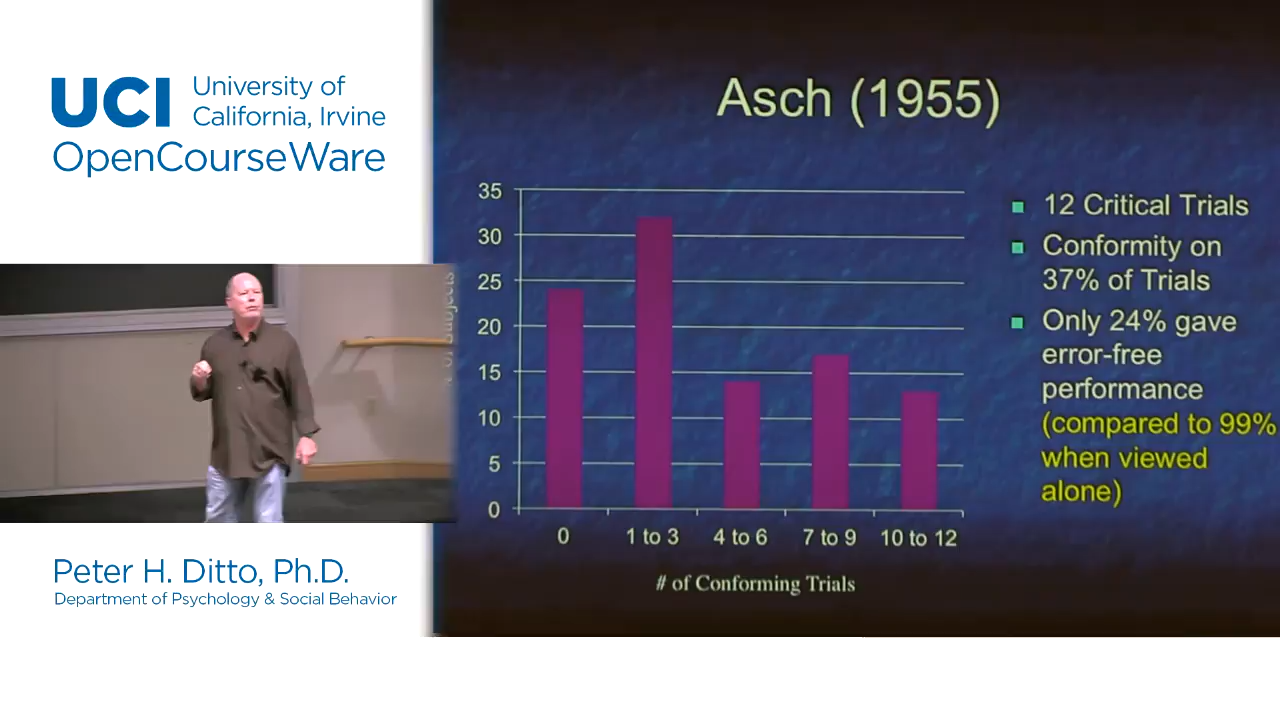 UCI University of
California, Irvine
OpenCourseWare
Asch (1955)
35
30
25
20
15
10
5
0
0 1 to 3 4 to 6 7 to 9 10 to 12
# of Conforming Trials
12 Critical Trials
Conformity on
37% of Trials
Only 24% gave
error-free
performance
(compared to 99%
when viewed
alone)
Peter H. Ditto, Ph.D.
Department of Psychology & Social Behavior